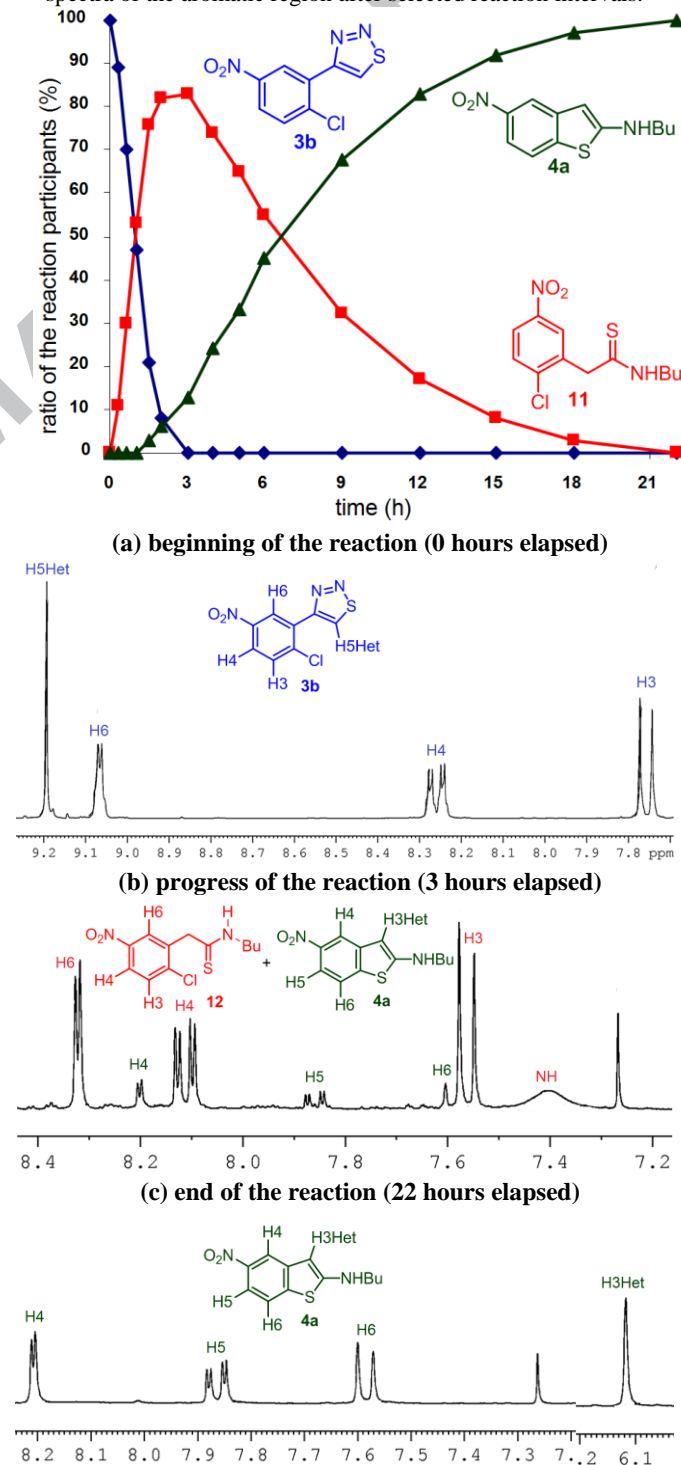 spectra of the aromatic region after selected reaction intervals.
100
90
80
70
60
50
40
30
20
10
0
ratio of the reaction participants (%)
O₂N
N=N
S
Cl
3b
O₂N
S
NHBu
4a
NO₂
S
NHBu
Cl
11
0 3 6 9 12 15 18 21
time (h)
(a) beginning of the reaction (0 hours elapsed)
H5Het
H6
N=N
O₂N
S
H4
Cl
H5Het
H3
3b
H6
H4
H3
9.2 9.1 9.0 8.9 8.8 8.7 8.6 8.5 8.4 8.3 8.2 8.1 8.0 7.9 7.8 ppm
(b) progress of the reaction (3 hours elapsed)
H6
H
O₂N
N
Bu
H4
Cl
S
H3
12
+
H4
H3Het
O₂N
NHBu
H5
S
H6
4a
H6
H4
H4
H5
H6
H3
NH
8.4 8.2 8.0 7.8 7.6 7.4 7.2
(c) end of the reaction (22 hours elapsed)
H4
H3Het
O₂N
NHBu
H5
S
H6
4a
H4
H5
H6
H3Het
8.2 8.1 8.0 7.9 7.8 7.7 7.6 7.5 7.4 7.3 7.2 6.1